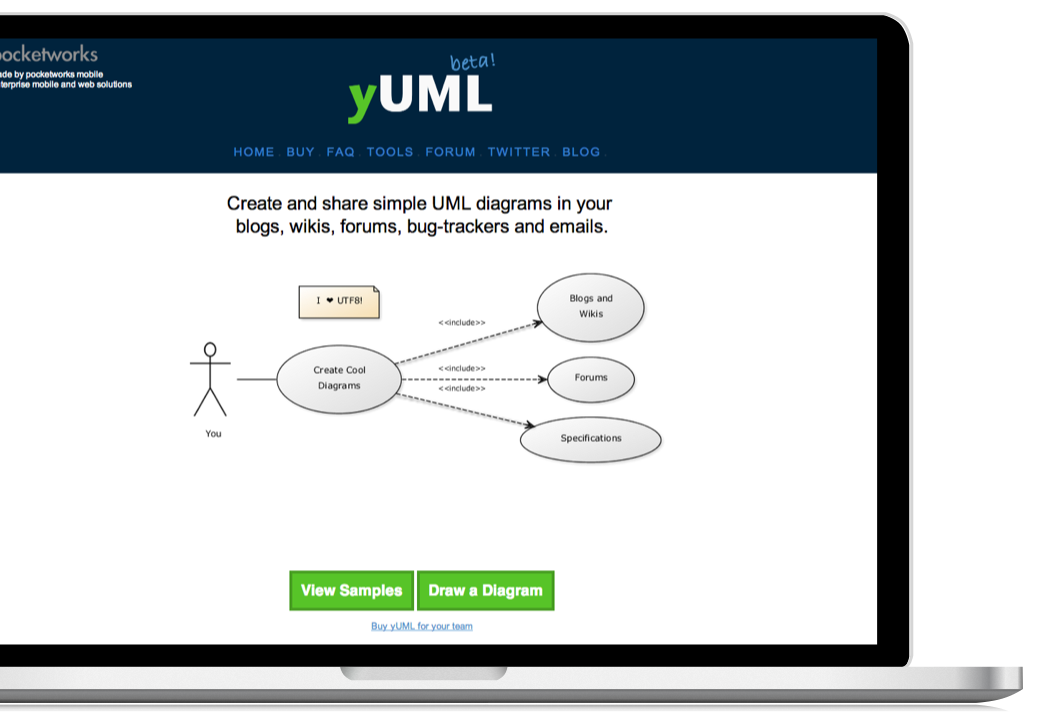 ocketworks
ade by pocketworks mobile
terprise mobile and web solutions
beta!
yUML
HOME . BUY . FAQ . TOOLS . FORUM . TWITTER . BLOG .
Create and share simple UML diagrams in your
blogs, wikis, forums, bug-trackers and emails.
I ❤ UTF8!
Blogs and
Wikis
<<include>>
Create Cool
Diagrams
<<include>>
Forums
<<include>>
You
Specifications
View Samples
Draw a Diagram
Buy yUML for your team